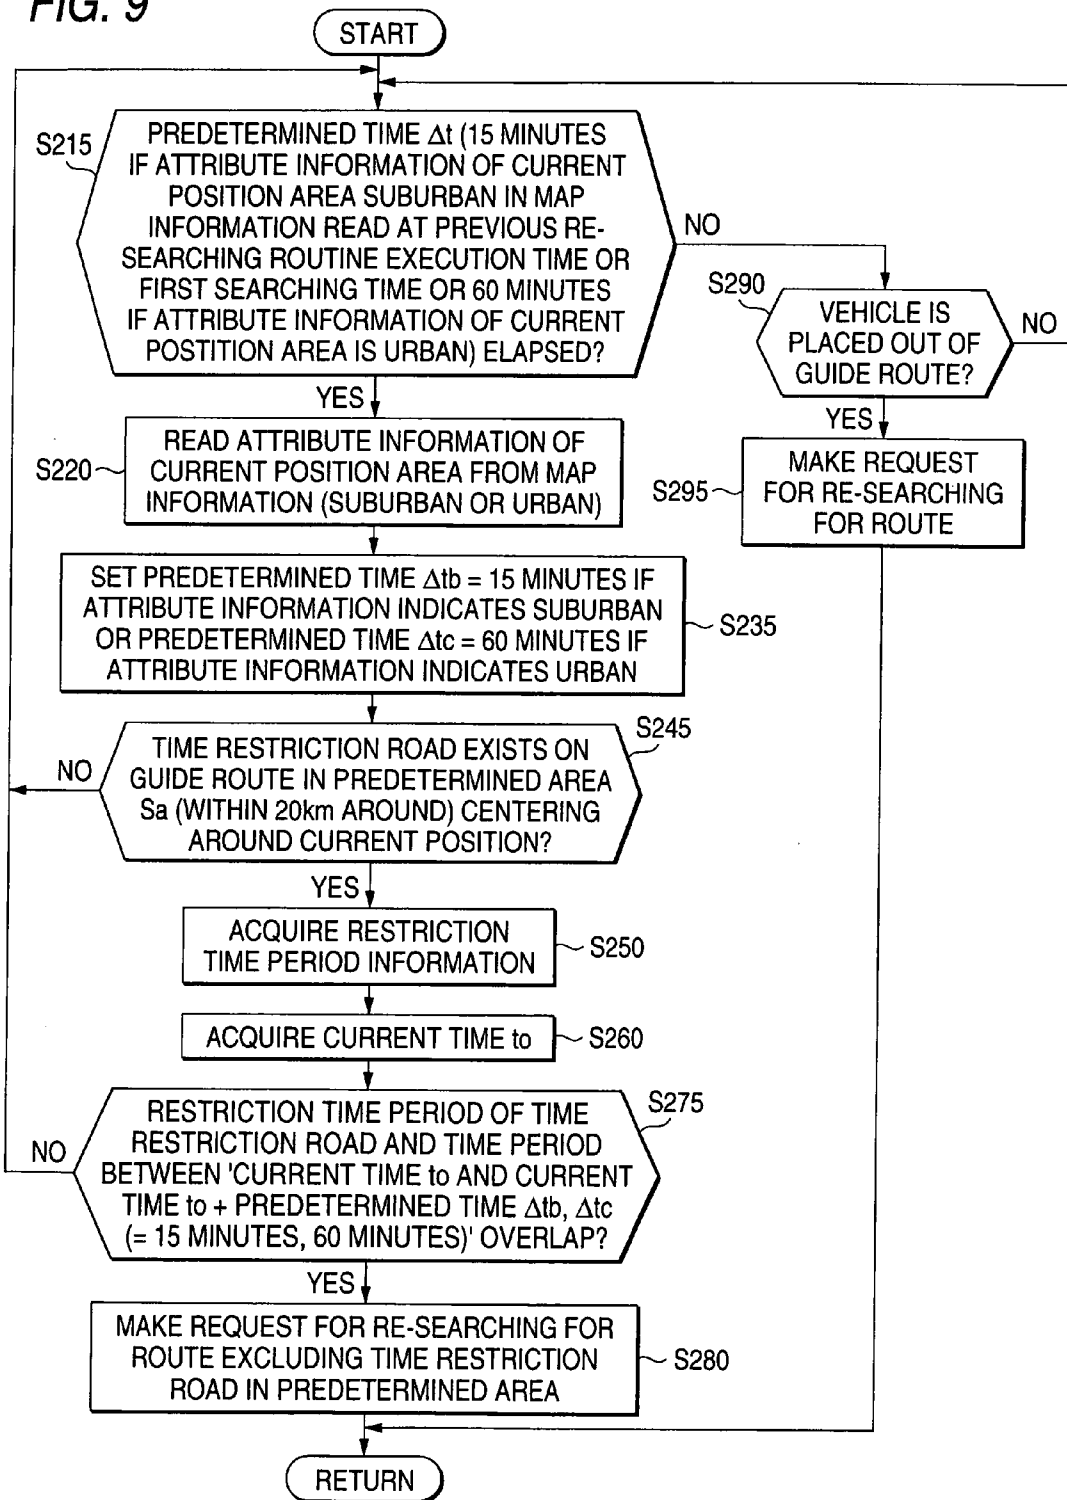 FIG. 9
START
S215
PREDETERMINED TIME Δt (15 MINUTES
IF ATTRIBUTE INFORMATION OF CURRENT
POSITION AREA SUBURBAN IN MAP
INFORMATION READ AT PREVIOUS RE-
SEARCHING ROUTINE EXECUTION TIME OR
FIRST SEARCHING TIME OR 60 MINUTES
IF ATTRIBUTE INFORMATION OF CURRENT
POSTITION AREA IS URBAN) ELAPSED?
NO
YES
S290
VEHICLE IS
PLACED OUT OF
GUIDE ROUTE?
NO
YES
S295
MAKE REQUEST
FOR RE-SEARCHING
FOR ROUTE
S220
READ ATTRIBUTE INFORMATION OF
CURRENT POSITION AREA FROM MAP
INFORMATION (SUBURBAN OR URBAN)
SET PREDETERMINED TIME Δtb = 15 MINUTES IF
ATTRIBUTE INFORMATION INDICATES SUBURBAN
OR PREDETERMINED TIME Δtc = 60 MINUTES IF
ATTRIBUTE INFORMATION INDICATES URBAN
S235
S245
TIME RESTRICTION ROAD EXISTS ON
GUIDE ROUTE IN PREDETERMINED AREA
Sa (WITHIN 20km AROUND) CENTERING
AROUND CURRENT POSITION?
NO
YES
ACQUIRE RESTRICTION
TIME PERIOD INFORMATION
S250
ACQUIRE CURRENT TIME to
S260
S275
RESTRICTION TIME PERIOD OF TIME
RESTRICTION ROAD AND TIME PERIOD
BETWEEN 'CURRENT TIME to AND CURRENT
TIME to + PREDETERMINED TIME Δtb, Δtc
(= 15 MINUTES, 60 MINUTES)' OVERLAP?
NO
YES
MAKE REQUEST FOR RE-SEARCHING FOR
ROUTE EXCLUDING TIME RESTRICTION
ROAD IN PREDETERMINED AREA
S280
RETURN